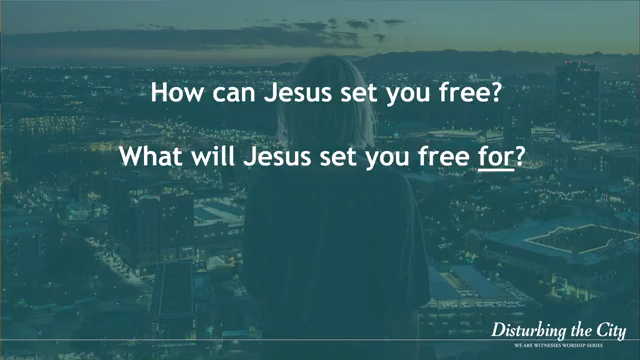 How can Jesus set you free?
What will Jesus set you free for?
Disturbing the City
WE ARE WITNESSES WORSHIP SERIES